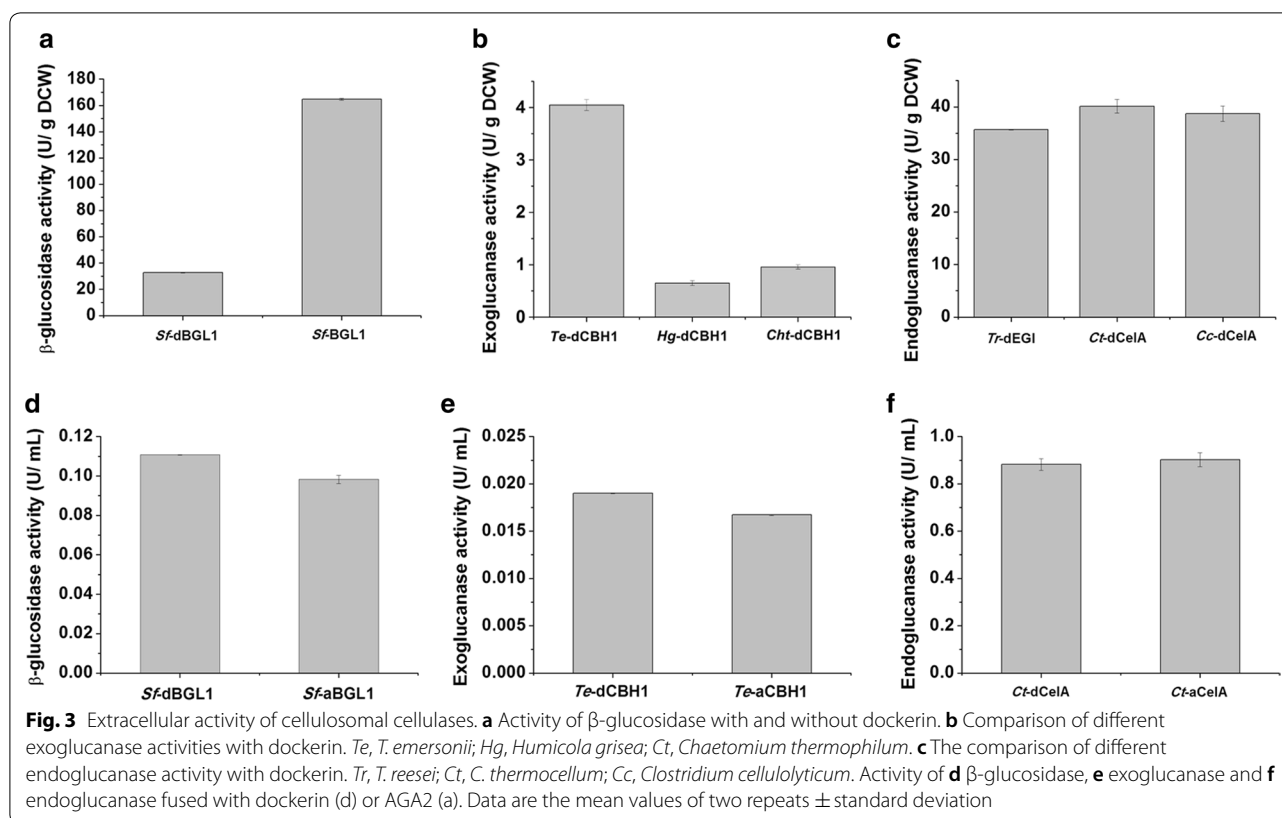 a
β-glucosidase activity (U/ g DCW)
180
160
140
120
100
80
60
40
20
0
Sf-dBGL1 Sf-BGL1
b
Exoglucanase activity (U/ g DCW)
4
3
2
1
0
Te-dCBH1 Hg-dCBH1 Cht-dCBH1
c
Endoglucanase activity (U/ g DCW)
50
40
30
20
10
0
Tr-dEGI Ct-dCelA Cc-dCelA
d
β-glucosidase activity (U/ mL)
0.12
0.10
0.08
0.06
0.04
0.02
0.00
Sf-dBGL1 Sf-aBGL1
e
Exoglucanase activity (U/ mL)
0.025
0.020
0.015
0.010
0.005
0.000
Te-dCBH1 Te-aCBH1
f
Endoglucanase activity (U/ mL)
1.0
0.8
0.6
0.4
0.2
0.0
Ct-dCelA Ct-aCelA
Fig. 3 Extracellular activity of cellulosomal cellulases. a Activity of β-glucosidase with and without dockerin. b Comparison of different
exoglucanase activities with dockerin. Te, T. emersonii; Hg, Humicola grisea; Ct, Chaetomium thermophilum. c The comparison of different
endoglucanase activity with dockerin. Tr, T. reesei; Ct, C. thermocellum; Cc, Clostridium cellulolyticum. Activity of d β-glucosidase, e exoglucanase and f
endoglucanase fused with dockerin (d) or AGA2 (a). Data are the mean values of two repeats ± standard deviation